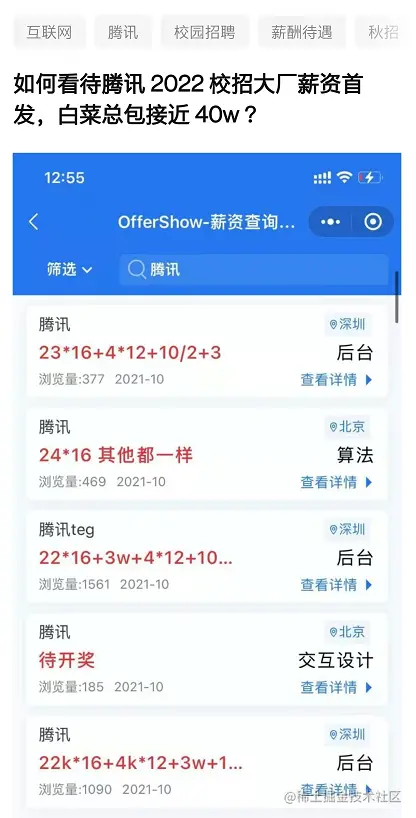 互联网 腾讯 校园招聘 薪酬待遇 秋招
如何看待腾讯 2022 校招大厂薪资首
发，白菜总包接近 40w？
12:55
OfferShow-薪资查询...
筛选 腾讯
腾讯 深圳
23*16+4*12+10/2+3 后台
浏览量:377 2021-10 查看详情
腾讯 北京
24*16 其他都一样 算法
浏览量:469 2021-10 查看详情
腾讯teg 深圳
22*16+3w+4*12+10... 后台
浏览量:1561 2021-10 查看详情
腾讯 北京
待开奖 交互设计
浏览量:185 2021-10 查看详情
腾讯 深圳
22k*16+4k*12+3w+1... 后台
浏览量:1090 2021-10 查看详情
@稀土掘金技术社区